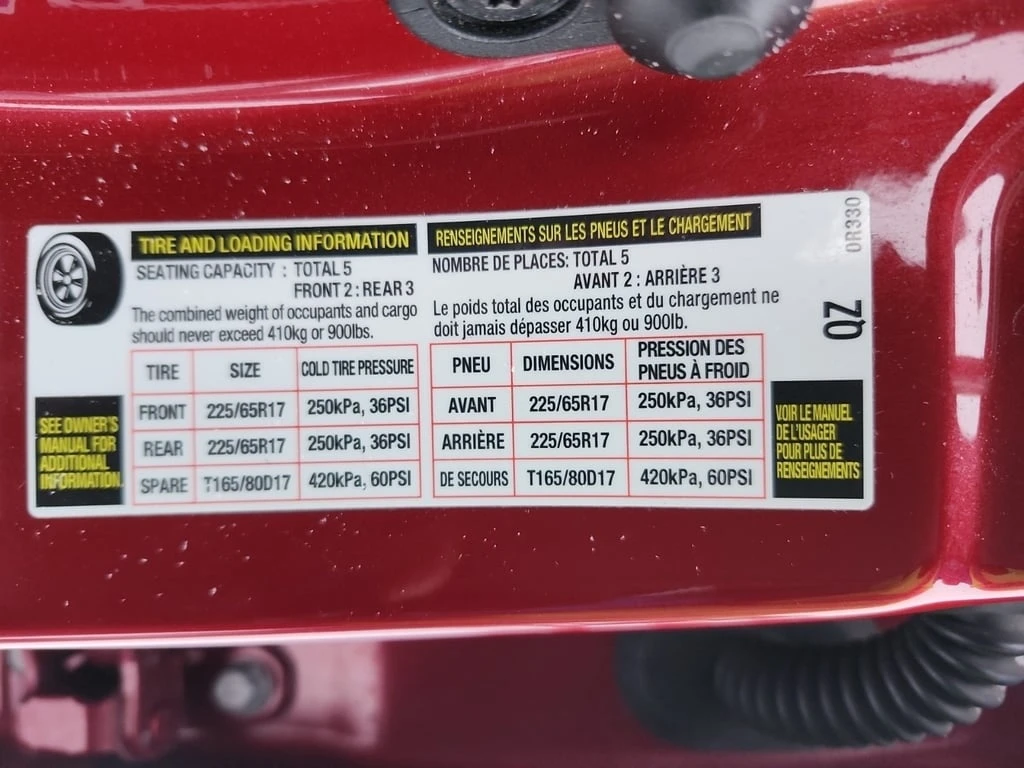 TIRE AND LOADING INFORMATION
SEATING CAPACITY : TOTAL 5
FRONT 2 : REAR 3
The combined weight of occupants and cargo
should never exceed 410kg or 900lbs.
TIRE SIZE COLD TIRE PRESSURE
FRONT 225/65R17 250kPa, 36PSI
REAR 225/65R17 250kPa, 36PSI
SPARE T165/80D17 420kPa, 60PSI
SEE OWNER'S
MANUAL FOR
ADDITIONAL
INFORMATION.
RENSEIGNEMENTS SUR LES PNEUS ET LE CHARGEMENT
NOMBRE DE PLACES: TOTAL 5
AVANT 2 : ARRIÈRE 3
Le poids total des occupants et du chargement ne
doit jamais dépasser 410kg ou 900lb.
PNEU DIMENSIONS PRESSION DES
PNEUS À FROID
AVANT 225/65R17 250kPa, 36PSI
ARRIÈRE 225/65R17 250kPa, 36PSI
DE SECOURS T165/80D17 420kPa, 60PSI
VOIR LE MANUEL
DE L'USAGER
POUR PLUS DE
RENSEIGNEMENTS
0R330
QZ